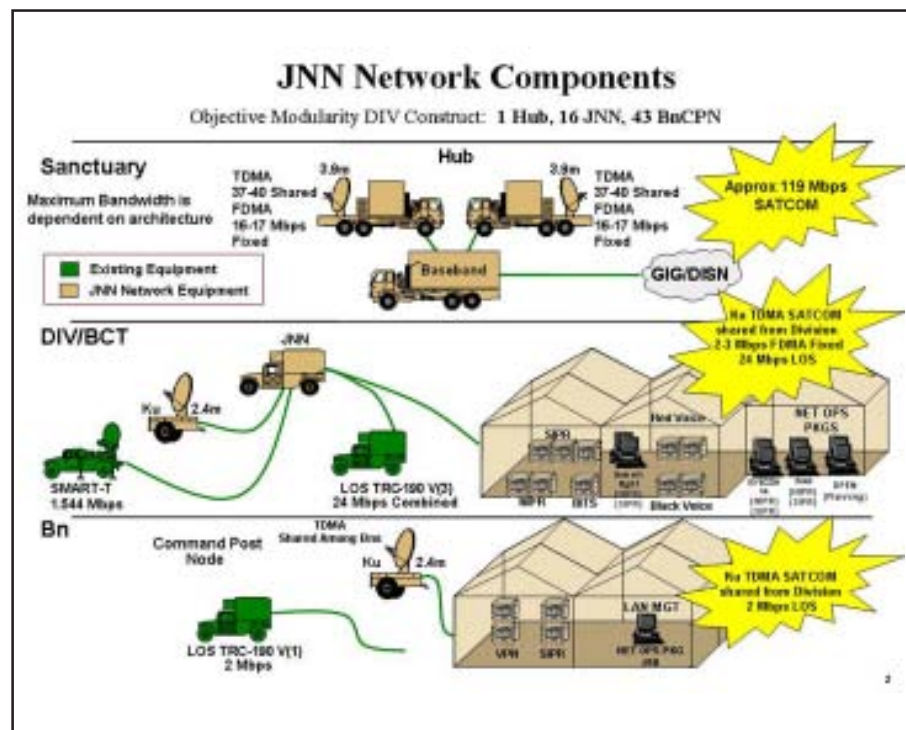 JNN Network Components
Objective Modularity DIV Construct: 1 Hub, 16 JNN, 43 BnCPN
Sanctuary
Maximum Bandwidth is
dependent on architecture
Existing Equipment
JNN Network Equipment
Hub
3.9m
TDMA
37-40 Shared
FDMA
16-17 Mbps
Fixed
3.9m
TDMA
37-40 Shared
FDMA
16-17 Mbps
Fixed
Baseband
GIG/DISN
Approx 119 Mbps
SATCOM
DIV/BCT
JNN
Ku
2.4m
SMART-T
1.544 Mbps
LOS TRC-190 V(3)
24 Mbps Combined
SIPR
NIPR
BITS
Red Voice
Black Voice
NET OPS
PKGS
(Planning)
Ku TDMA SATCOM
shared from Division
2-3 Mbps FDMA Fixed
24 Mbps LOS
Bn
Command Post
Node
TDMA
Shared Among Bns
Ku
2.4m
LOS TRC-190 V(1)
2 Mbps
VPN
SIPR
LAN MGT
NET OPS PKG
Ku TDMA SATCOM
shared from Division
2 Mbps LOS
2